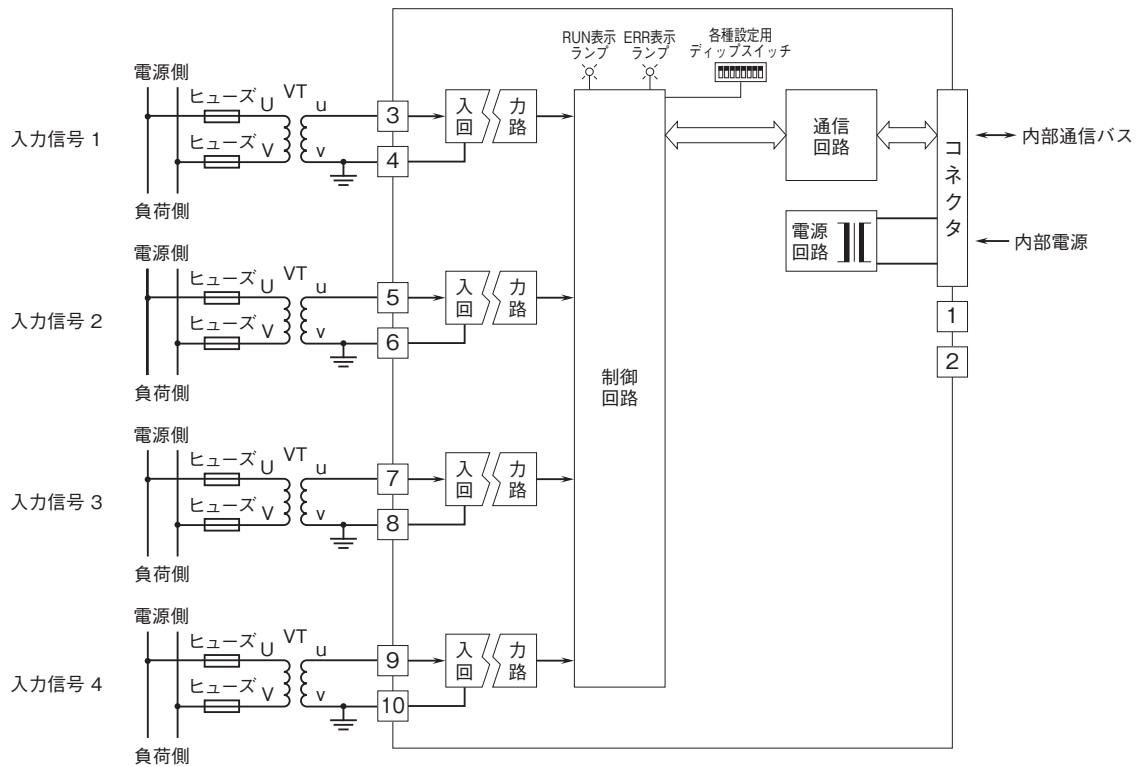 RUN表示
ランプ
ERR表示
ランプ
各種設定用
ディップスイッチ
電源側
ヒューズ
U
VT
u
3
入
回
力
路
入力信号 1
ヒューズ
V
v
4
負荷側
通信
回路
コネクタ
内部通信バス
電源
回路
内部電源
1
2
制御
回路
電源側
ヒューズ
U
VT
u
5
入
回
力
路
入力信号 2
ヒューズ
V
v
6
負荷側
電源側
ヒューズ
U
VT
u
7
入
回
力
路
入力信号 3
ヒューズ
V
v
8
負荷側
電源側
ヒューズ
U
VT
u
9
入
回
力
路
入力信号 4
ヒューズ
V
v
10
負荷側